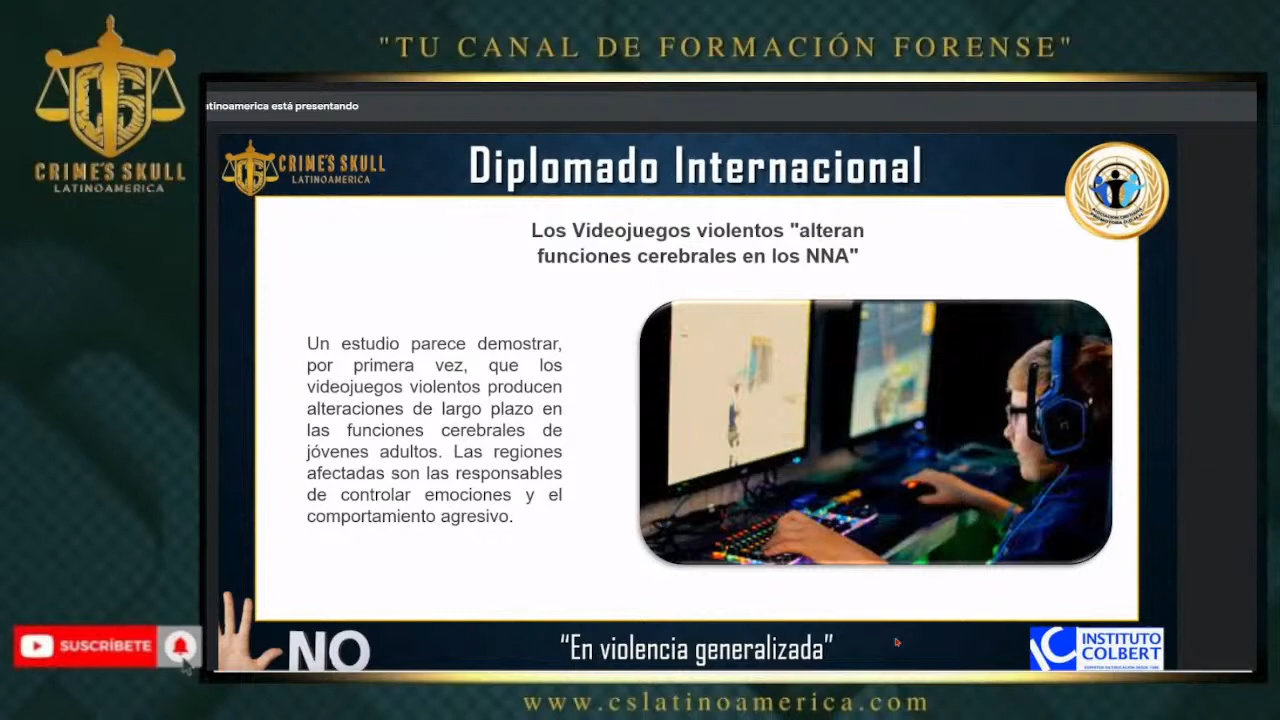 "TU CANAL DE FORMACIÓN FORENSE"
CS
CRIME'S SKULL
LATINOAMERICA
atinoamerica está presentando
CRIME'S SKULL
LATINOAMERICA
Diplomado Internacional
Los Videojuegos violentos "alteran
funciones cerebrales en los NNA"
Un estudio parece demostrar,
por primera vez, que los
videojuegos violentos producen
alteraciones de largo plazo en
las funciones cerebrales de
jóvenes adultos. Las regiones
afectadas son las responsables
de controlar emociones y el
comportamiento agresivo.
SUSCRÍBETE
NO
“En violencia generalizada”
INSTITUTO
COLBERT
www.cslatinoamerica.com